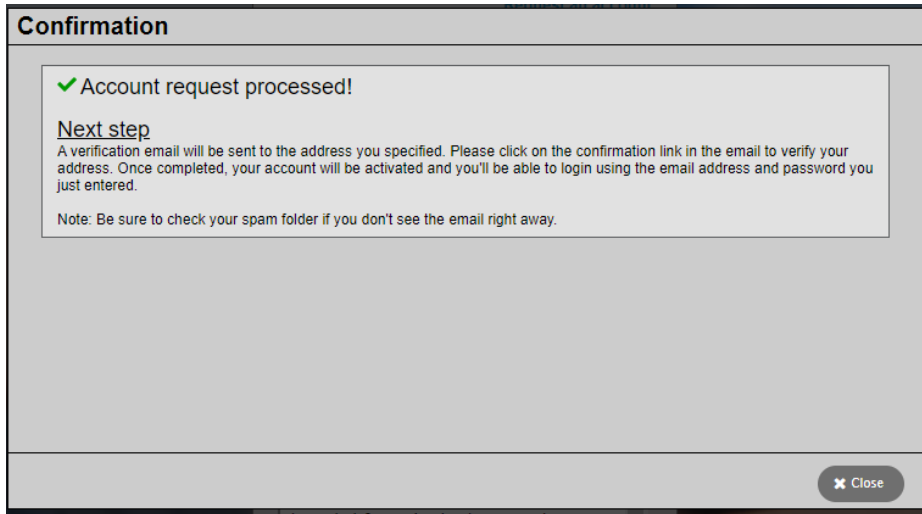 Confirmation
Account request processed!
Next step
A verification email will be sent to the address you specified. Please click on the confirmation link in the email to verify your
address. Once completed, your account will be activated and you'll be able to login using the email address and password you
just entered.
Note: Be sure to check your spam folder if you don't see the email right away.
Close